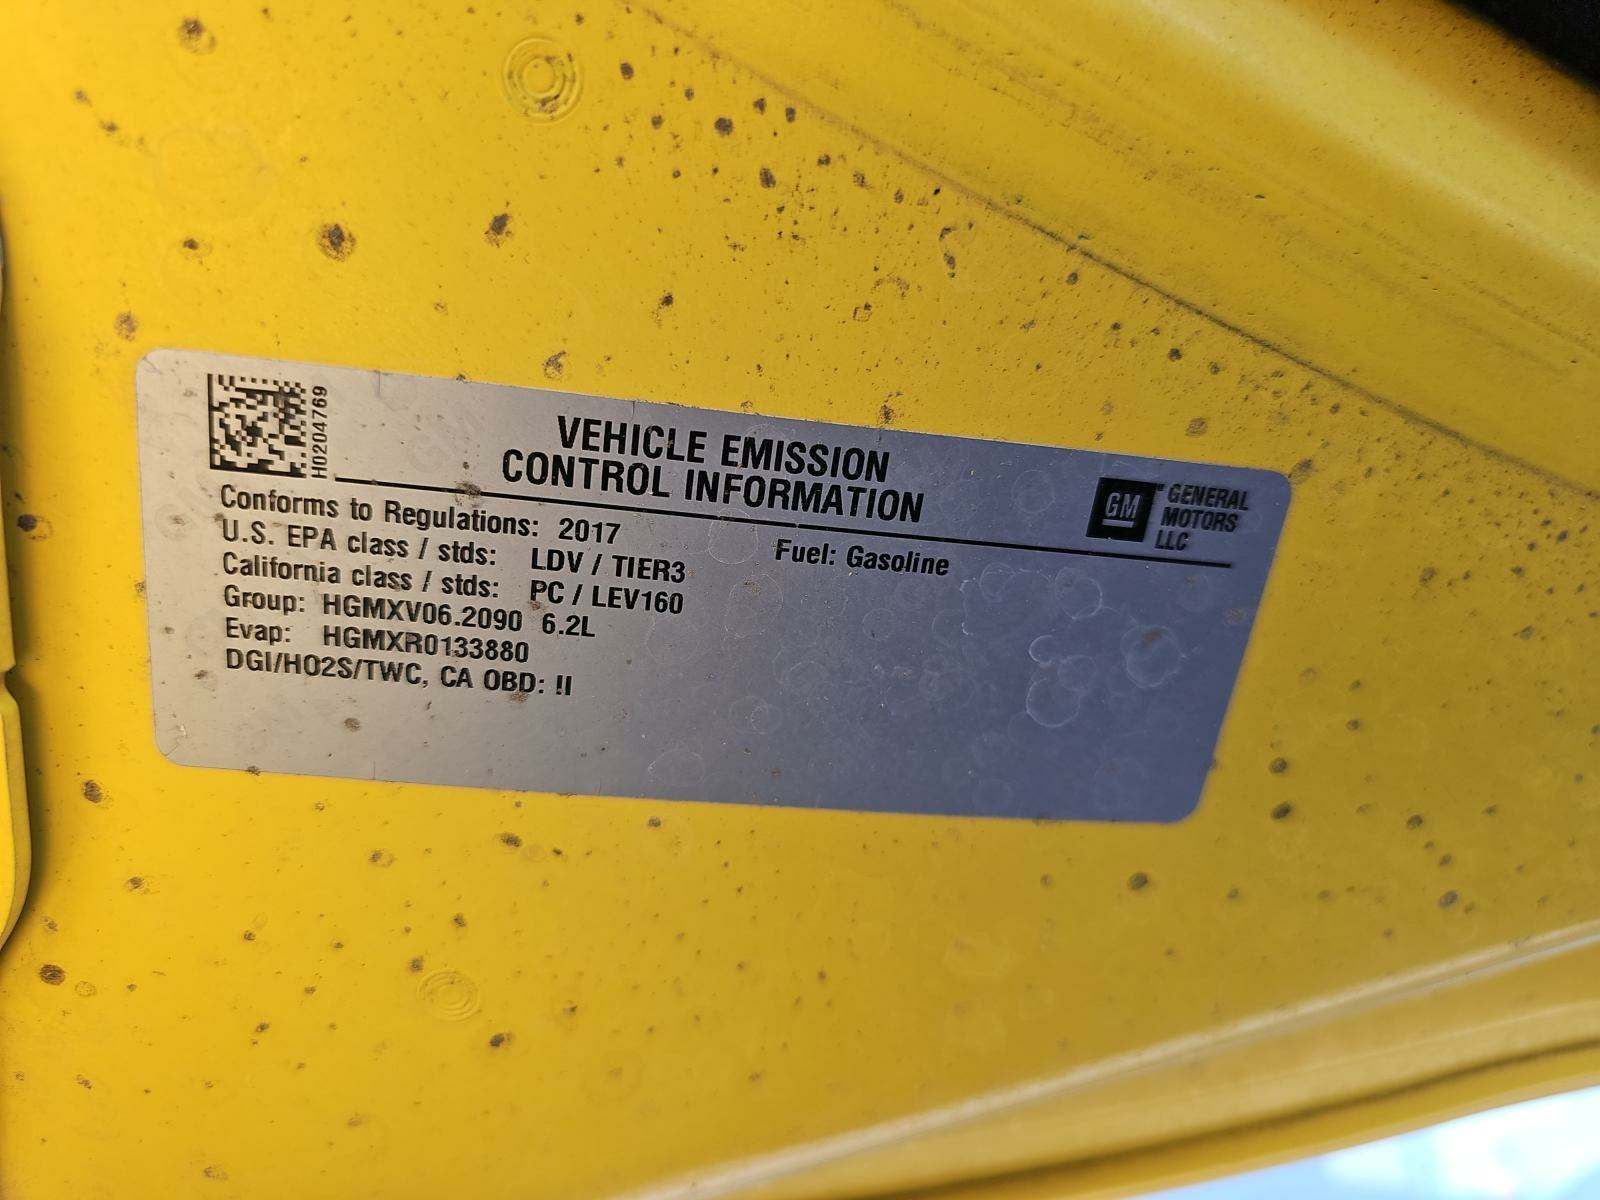 H0204769
VEHICLE EMISSION
CONTROL INFORMATION
GM
GENERAL
MOTORS
LLC
Conforms to Regulations: 2017
Fuel: Gasoline
U.S. EPA class / stds: LDV / TIER3
California class / stds: PC / LEV160
Group: HGMXV06.2090 6.2L
Evap: HGMXR0133880
DGI/HO2S/TWC, CA OBD: II